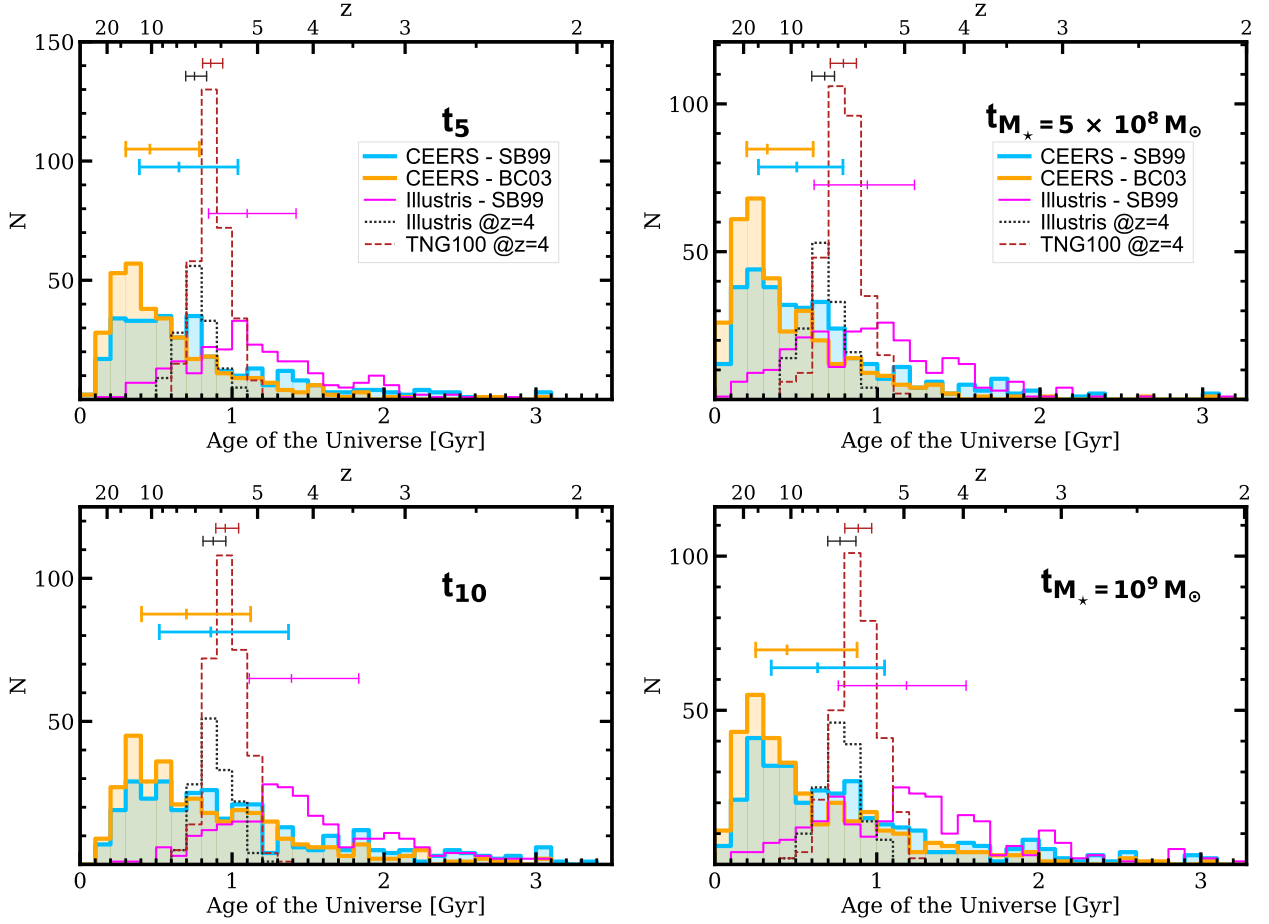 z
20 10 5 4 3 2
150
100
50
N
t5
CEERS - SB99
CEERS - BC03
Illustris - SB99
Illustris @z=4
TNG100 @z=4
0 1 2 3
Age of the Universe [Gyr]
z
20 10 5 4 3 2
100
50
N
tM⋆ = 5 × 10⁸ M⊙
CEERS - SB99
CEERS - BC03
Illustris - SB99
Illustris @z=4
TNG100 @z=4
0 1 2 3
Age of the Universe [Gyr]
z
20 10 5 4 3 2
100
50
N
t10
0 1 2 3
Age of the Universe [Gyr]
z
20 10 5 4 3 2
100
50
N
tM⋆ = 10⁹ M⊙
0 1 2 3
Age of the Universe [Gyr]